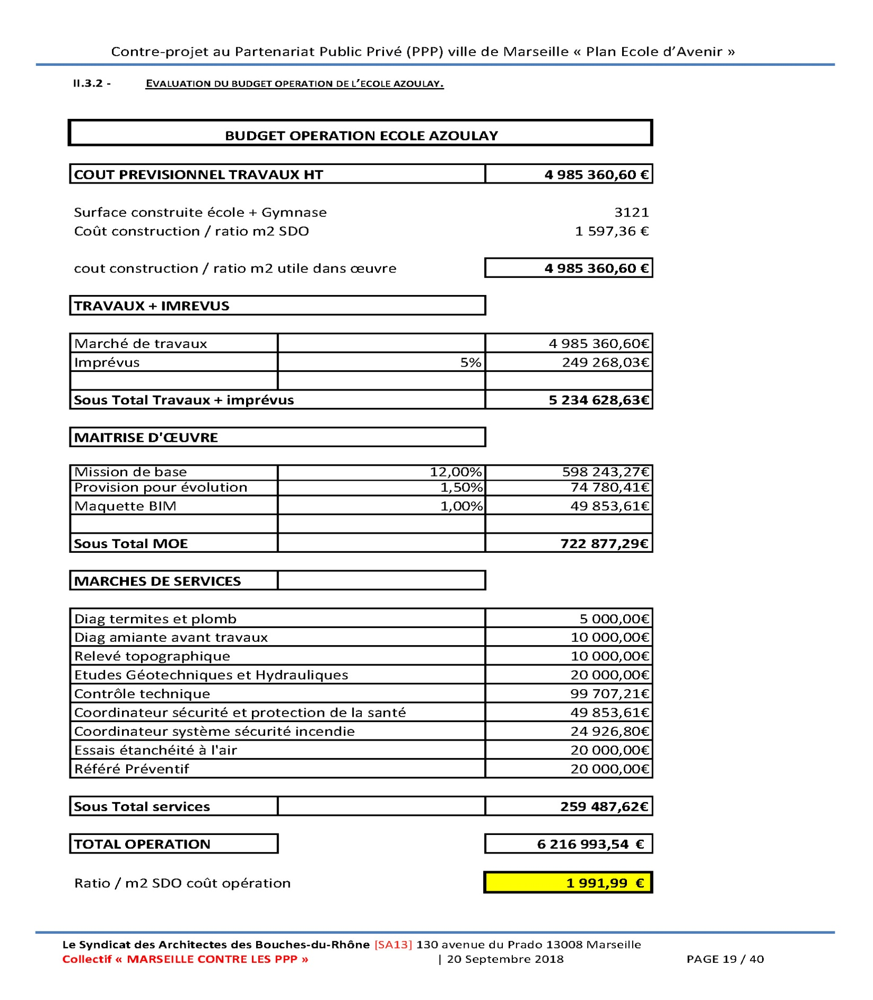 Contre-projet au Partenariat Public Privé (PPP) ville de Marseille « Plan Ecole d’Avenir »
II.3.2 - EVALUATION DU BUDGET OPERATION DE L’ECOLE AZOULAY.
BUDGET OPERATION ECOLE AZOULAY
COUT PREVISIONNEL TRAVAUX HT 4 985 360,60 €
Surface construite école + Gymnase 3121
Coût construction / ratio m2 SDO 1 597,36 €
cout construction / ratio m2 utile dans œuvre 4 985 360,60 €
TRAVAUX + IMREVUS
Marché de travaux 4 985 360,60€
Imprévus 5% 249 268,03€
Sous Total Travaux + imprévus 5 234 628,63€
MAITRISE D'ŒUVRE
Mission de base 12,00% 598 243,27€
Provision pour évolution 1,50% 74 780,41€
Maquette BIM 1,00% 49 853,61€
Sous Total MOE 722 877,29€
MARCHES DE SERVICES
Diag termites et plomb 5 000,00€
Diag amiante avant travaux 10 000,00€
Relevé topographique 10 000,00€
Etudes Géotechniques et Hydrauliques 20 000,00€
Contrôle technique 99 707,21€
Coordinateur sécurité et protection de la santé 49 853,61€
Coordinateur système sécurité incendie 24 926,80€
Essais étanchéité à l'air 20 000,00€
Référé Préventif 20 000,00€
Sous Total services 259 487,62€
TOTAL OPERATION 6 216 993,54 €
Ratio / m2 SDO coût opération 1 991,99 €
Le Syndicat des Architectes des Bouches-du-Rhône [SA13] 130 avenue du Prado 13008 Marseille
Collectif « MARSEILLE CONTRE LES PPP » | 20 Septembre 2018 PAGE 19 / 40